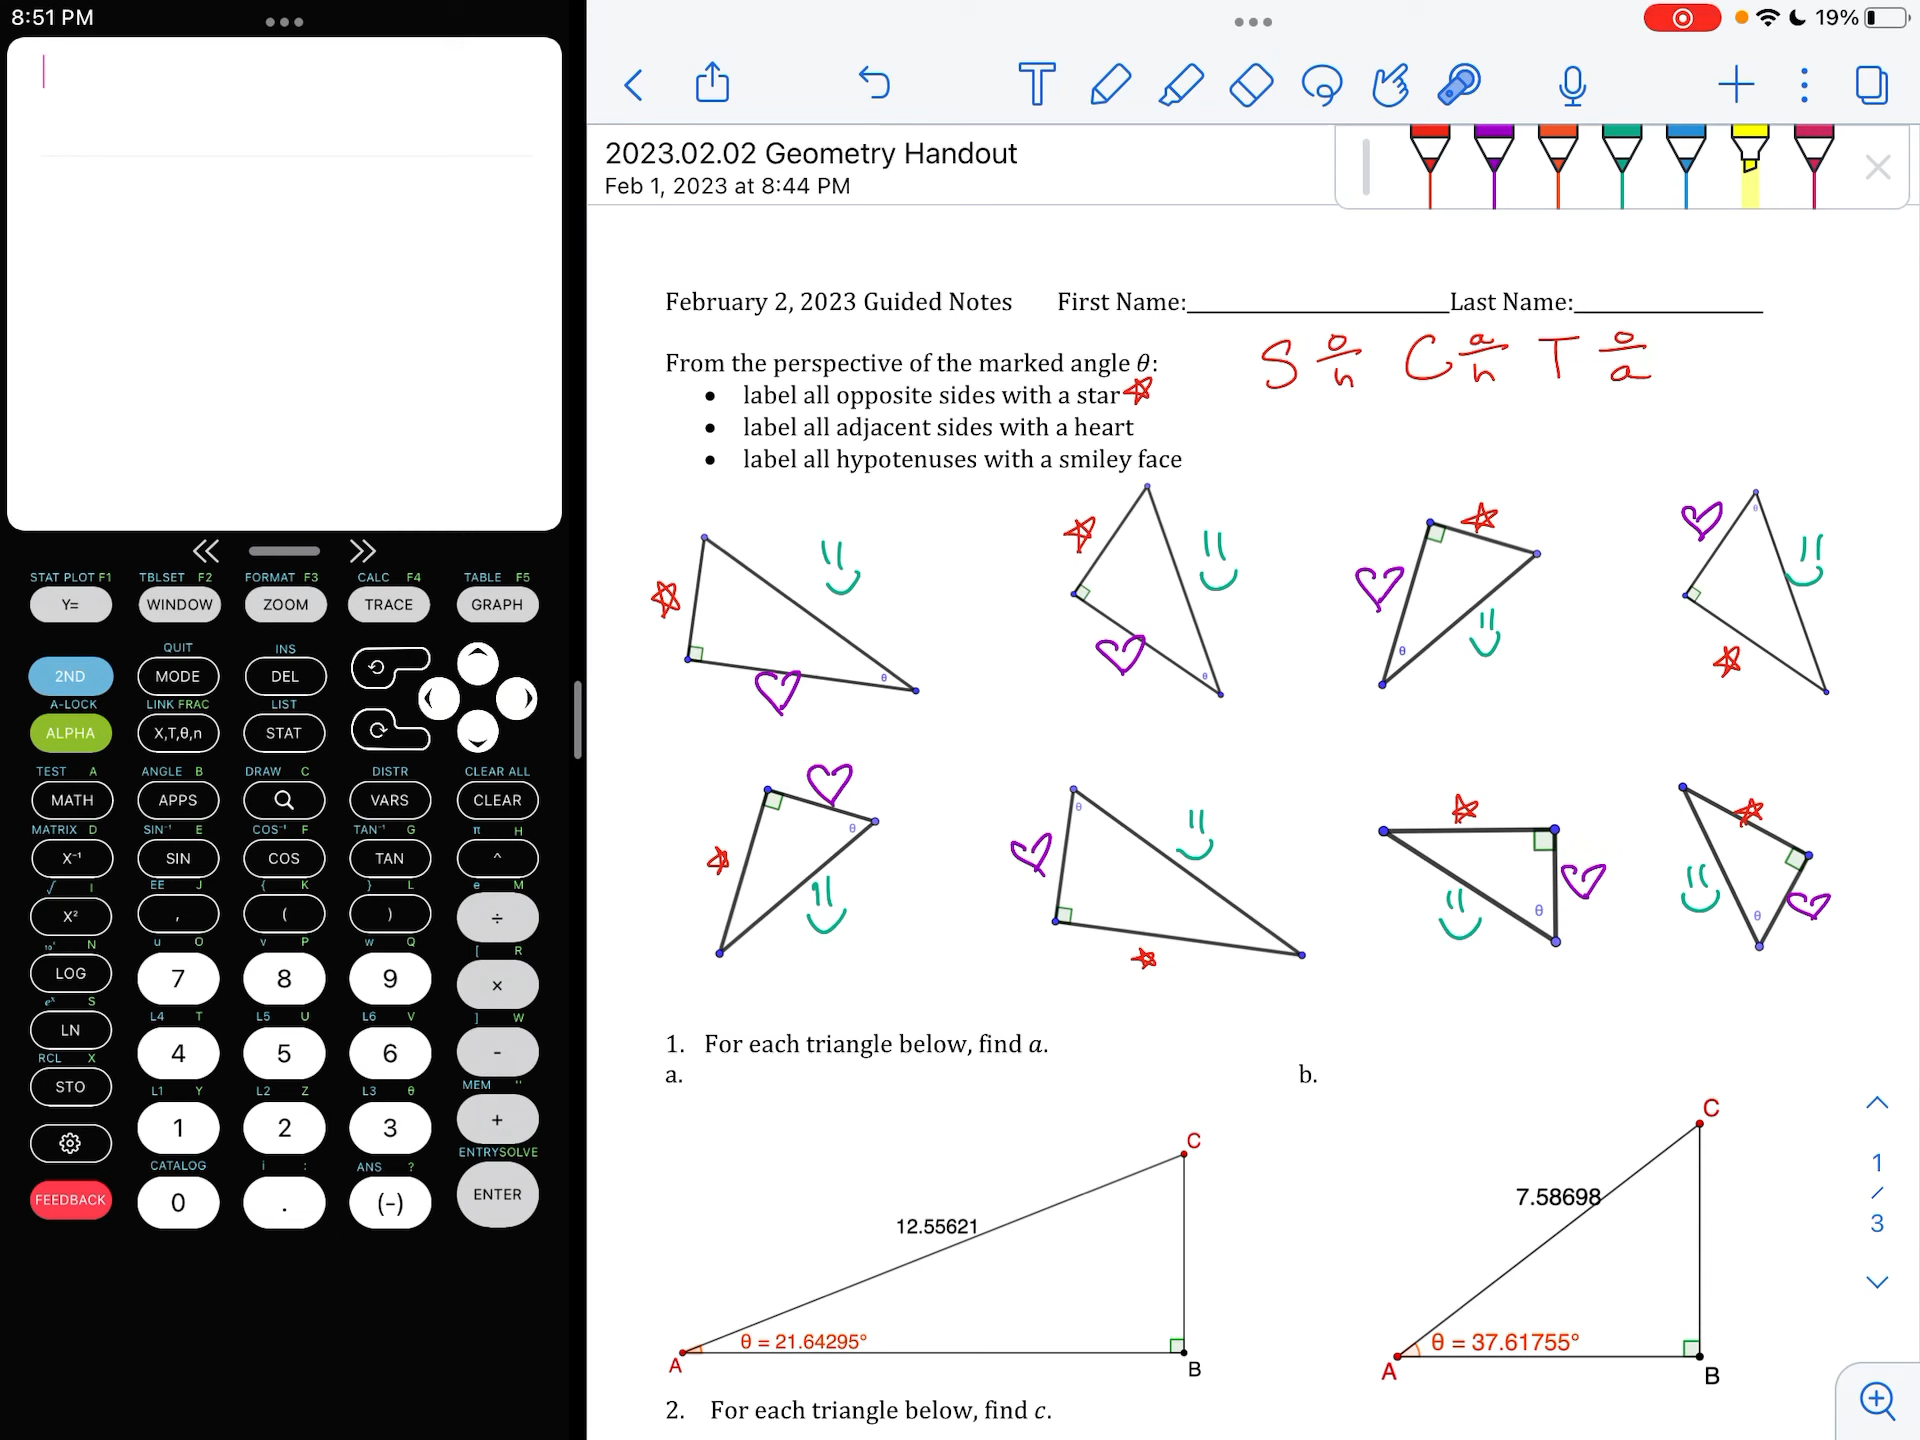 8:51 PM
19%
2023.02.02 Geometry Handout
Feb 1, 2023 at 8:44 PM
February 2, 2023 Guided Notes First Name: Last Name:
From the perspective of the marked angle θ:
S o/h C a/h T o/a
• label all opposite sides with a star
• label all adjacent sides with a heart
• label all hypotenuses with a smiley face
θ
θ
θ
θ
θ
θ
θ
θ
1. For each triangle below, find a.
a. b.
C
12.55621
θ = 21.64295°
A
B
C
7.58698
θ = 37.61755°
A
B
2. For each triangle below, find c.
1
/
3
STAT PLOT F1 TBLSET F2 FORMAT F3 CALC F4 TABLE F5
Y= WINDOW ZOOM TRACE GRAPH
QUIT INS
2ND MODE DEL
A-LOCK LINK FRAC LIST
ALPHA X,T,θ,n STAT
TEST A ANGLE B DRAW C DISTR CLEAR ALL
MATH APPS VARS CLEAR
MATRIX D SIN⁻¹ E COS⁻¹ F TAN⁻¹ G π H
X⁻¹ SIN COS TAN ^
√ I EE J { K } L e M
X² , ( ) ÷
10ˣ N u O v P w Q [ R
LOG 7 8 9 ×
eˣ S L4 T L5 U L6 V ] W
LN 4 5 6 -
RCL X L1 Y L2 Z L3 θ MEM "
STO 1 2 3 +
CATALOG i : ANS ? ENTRY SOLVE
FEEDBACK 0 . (-) ENTER